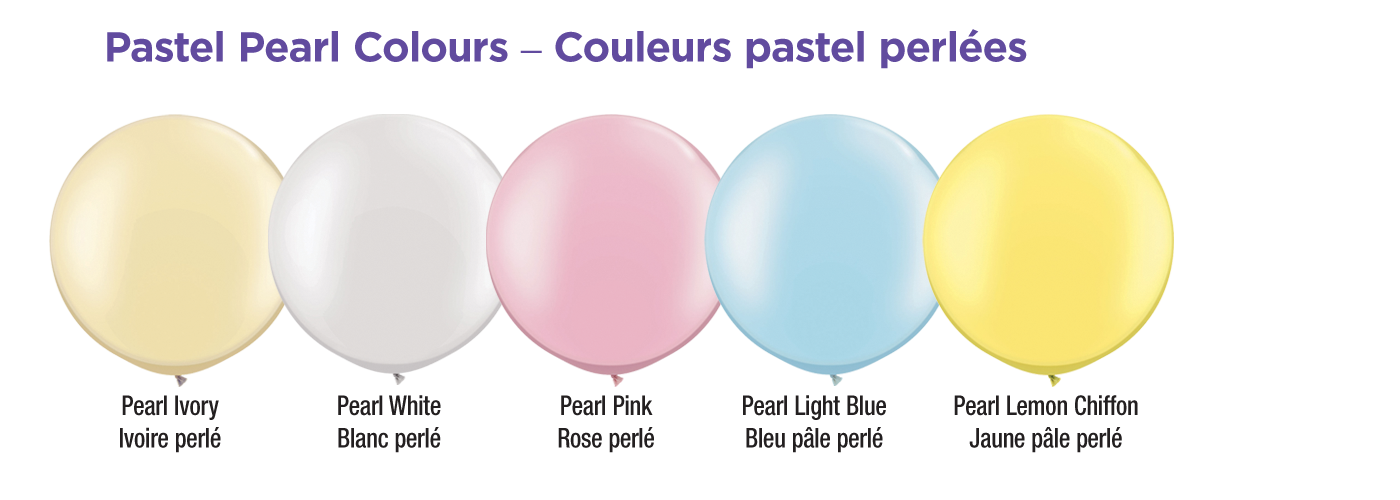 Pastel Pearl Colours – Couleurs pastel perlées
Pearl Ivory
Ivoire perlé
Pearl White
Blanc perlé
Pearl Pink
Rose perlé
Pearl Light Blue
Bleu pâle perlé
Pearl Lemon Chiffon
Jaune pâle perlé